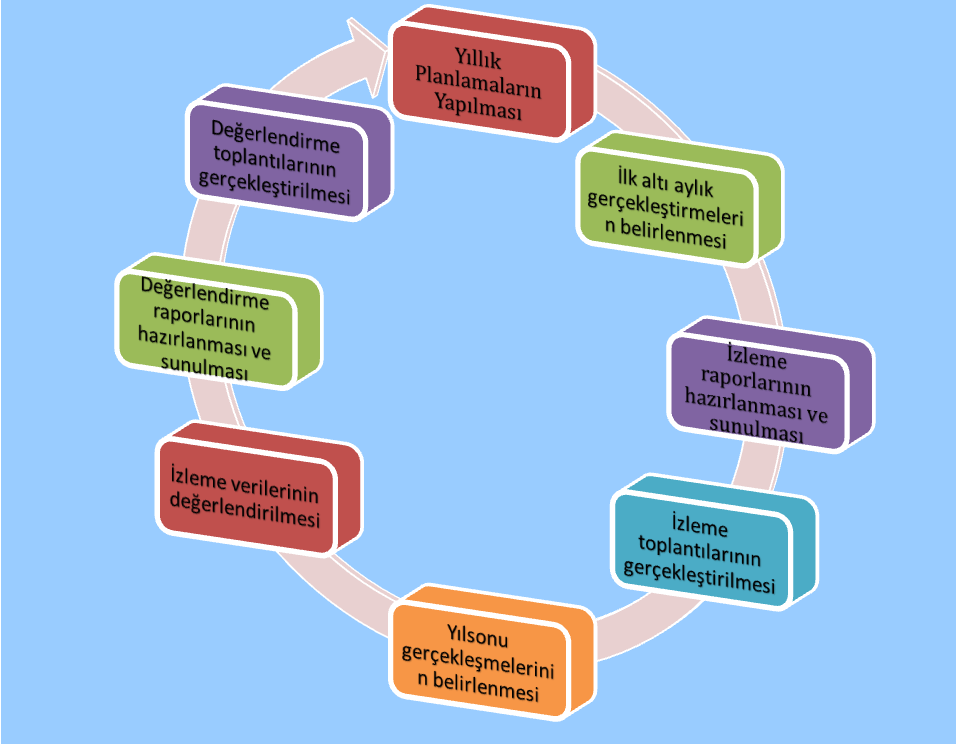 Yıllık
Planlamaların
Yapılması
İlk altı aylık
gerçekleştirmeleri
n belirlenmesi
İzleme
raporlarının
hazırlanması ve
sunulması
İzleme
toplantılarının
gerçekleştirilmesi
Yılsonu
gerçekleşmelerini
n belirlenmesi
İzleme verilerinin
değerlendirilmesi
Değerlendirme
raporlarının
hazırlanması ve
sunulması
Değerlendirme
toplantılarının
gerçekleştirilmesi